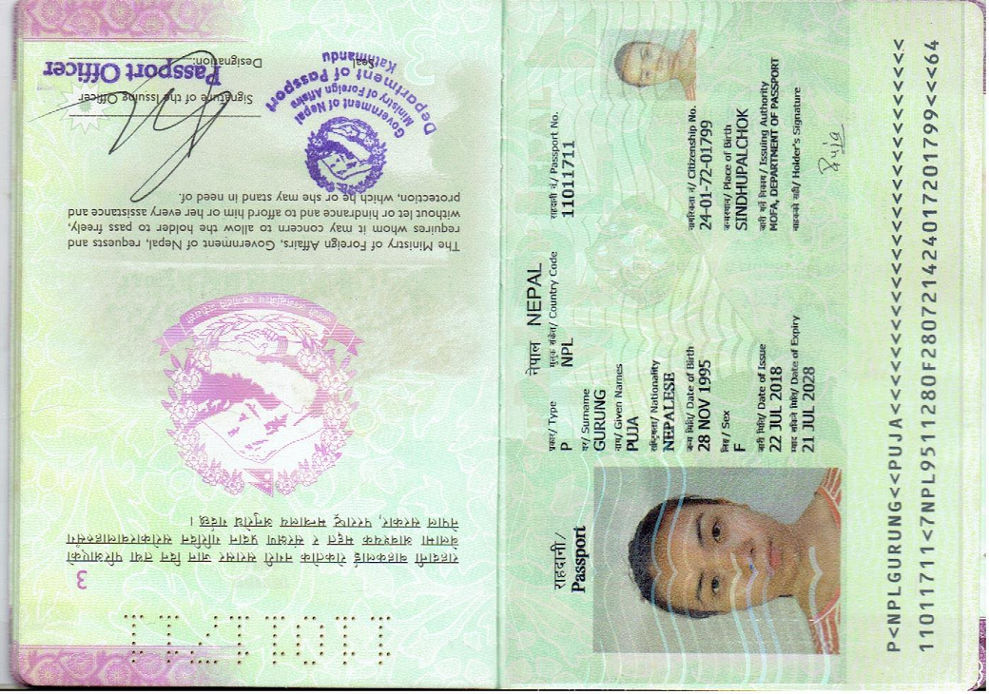 11011711
3
राहदानी बाहकलाई रोकतोक नगरी सरासर जान दिन तथा परिआएको
बेलामा आवश्यक मद्दत र संरक्षण प्रदान गरिदिन सरोकारवालाहरुसँग
नेपाल सरकार, परराष्ट्र मन्त्रालय अनुरोध गर्दछ ।
The Ministry of Foreign Affairs, Government of Nepal, requests and
requires whom it may concern to allow the holder to pass freely,
without let or hindrance and to afford him or her every assistance and
protection, which he or she may stand in need of.
Government of Nepal
Ministry of Foreign Affairs
Department of Passport
Kathmandu
Signature of the Issuing Officer
Passport Officer
Designation:
नेपाल NEPAL
राहदानी/
Passport
प्रकार/ Type
मुलुक संकेत/ Country Code
राहदानी नं./ Passport No.
P
NPL
11011711
थर/ Surname
GURUNG
नाम/ Given Names
PUJA
राष्ट्रियता/ Nationality
NEPALESE
जन्म मिति/ Date of Birth
नागरिकता नं/ Citizenship No.
28 NOV 1995
24-01-72-01799
लिङ्ग/ Sex
जन्मस्थान/ Place of Birth
F
SINDHUPALCHOK
जारी मिति/ Date of Issue
जारी गर्ने निकाय/ Issuing Authority
22 JUL 2018
MOFA, DEPARTMENT OF PASSPORT
म्याद सकिने मिति/ Date of Expiry
वाहकको सही/ Holder's Signature
21 JUL 2028
Puja
P<NPLGURUNG<<PUJA<<<<<<<<<<<<<<<<<<<<<<<<<<<
11011711<7NPL9511280F280721424017201799<<<64